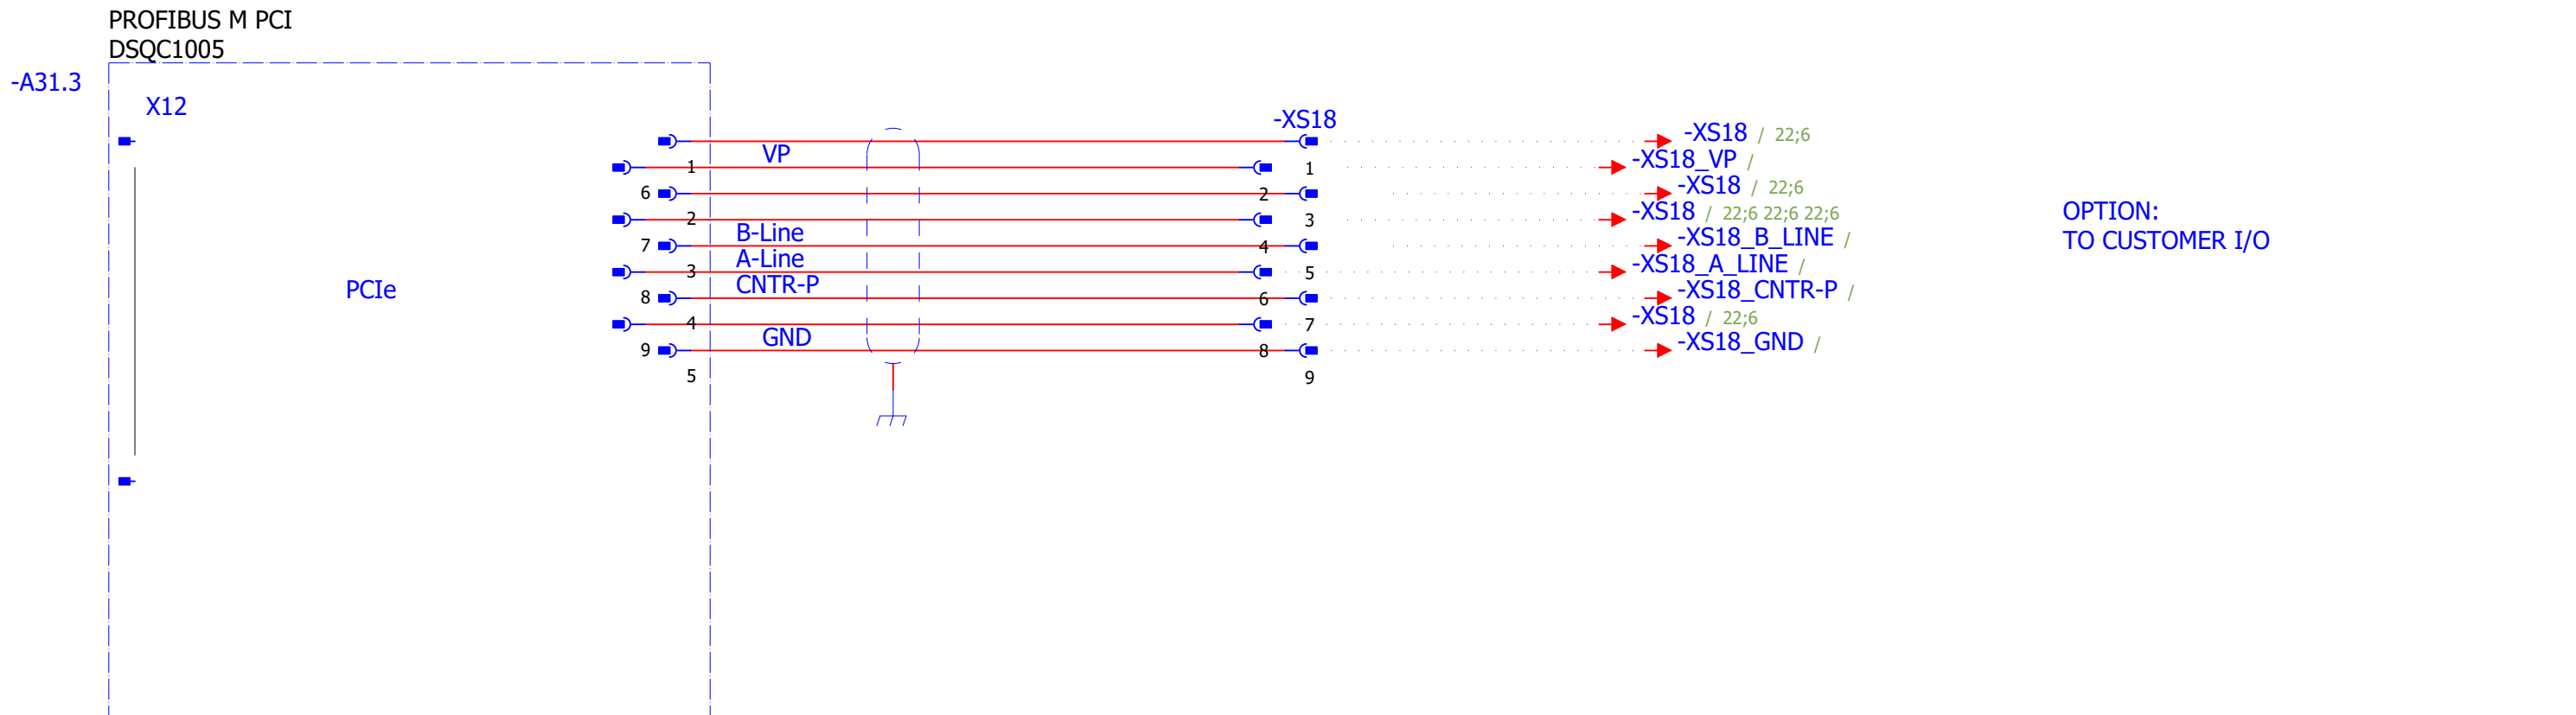 PROFIBUS M PCI
DSQC1005
-A31.3
X12
PCIe
-XS18
VP
B-Line
A-Line
CNTR-P
GND
1
6
2
7
3
8
4
9
5
1
2
3
4
5
6
7
8
9
-XS18 / 22;6
-XS18_VP /
-XS18 / 22;6
-XS18 / 22;6 22;6 22;6
-XS18_B_LINE /
-XS18_A_LINE /
-XS18_CNTR-P /
-XS18 / 22;6
-XS18_GND /
OPTION:
TO CUSTOMER I/O